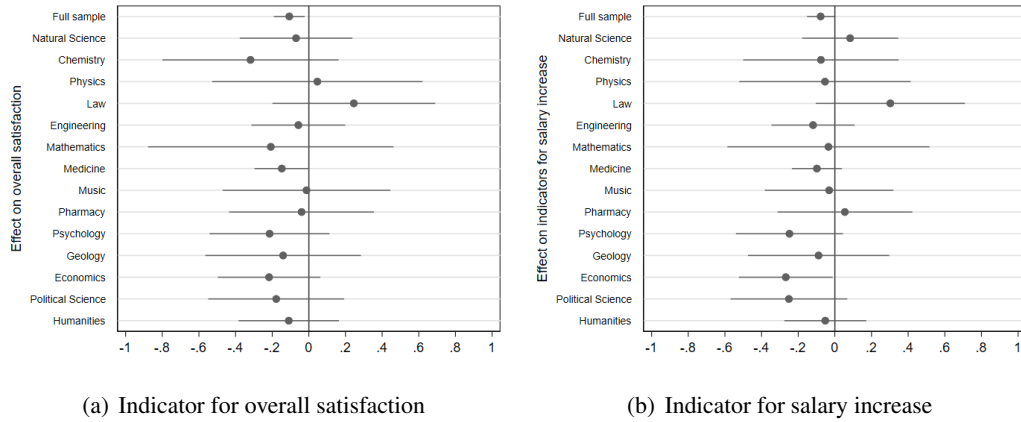 Effect on overall satisfaction
Full sample
Natural Science
Chemistry
Physics
Law
Engineering
Mathematics
Medicine
Music
Pharmacy
Psychology
Geology
Economics
Political Science
Humanities
-1 -.8 -.6 -.4 -.2 0 .2 .4 .6 .8 1
(a) Indicator for overall satisfaction
Effect on indicators for salary increase
Full sample
Natural Science
Chemistry
Physics
Law
Engineering
Mathematics
Medicine
Music
Pharmacy
Psychology
Geology
Economics
Political Science
Humanities
-1 -.8 -.6 -.4 -.2 0 .2 .4 .6 .8 1
(b) Indicator for salary increase